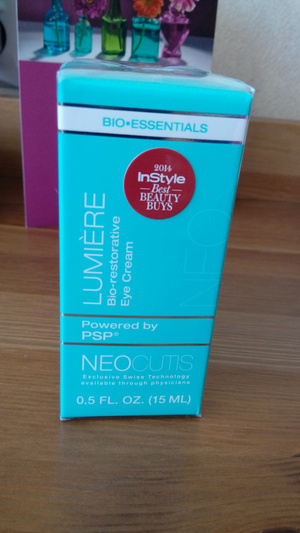 BIO•ESSENTIALS
2014
InStyle
Best
BEAUTY
BUYS
LUMIÈRE
Bio-restorative
Eye Cream
NEO
Powered by
PSP®
NEOCUTIS
Exclusive Swiss Technology
available through physicians
0.5 FL. OZ. (15 ML)